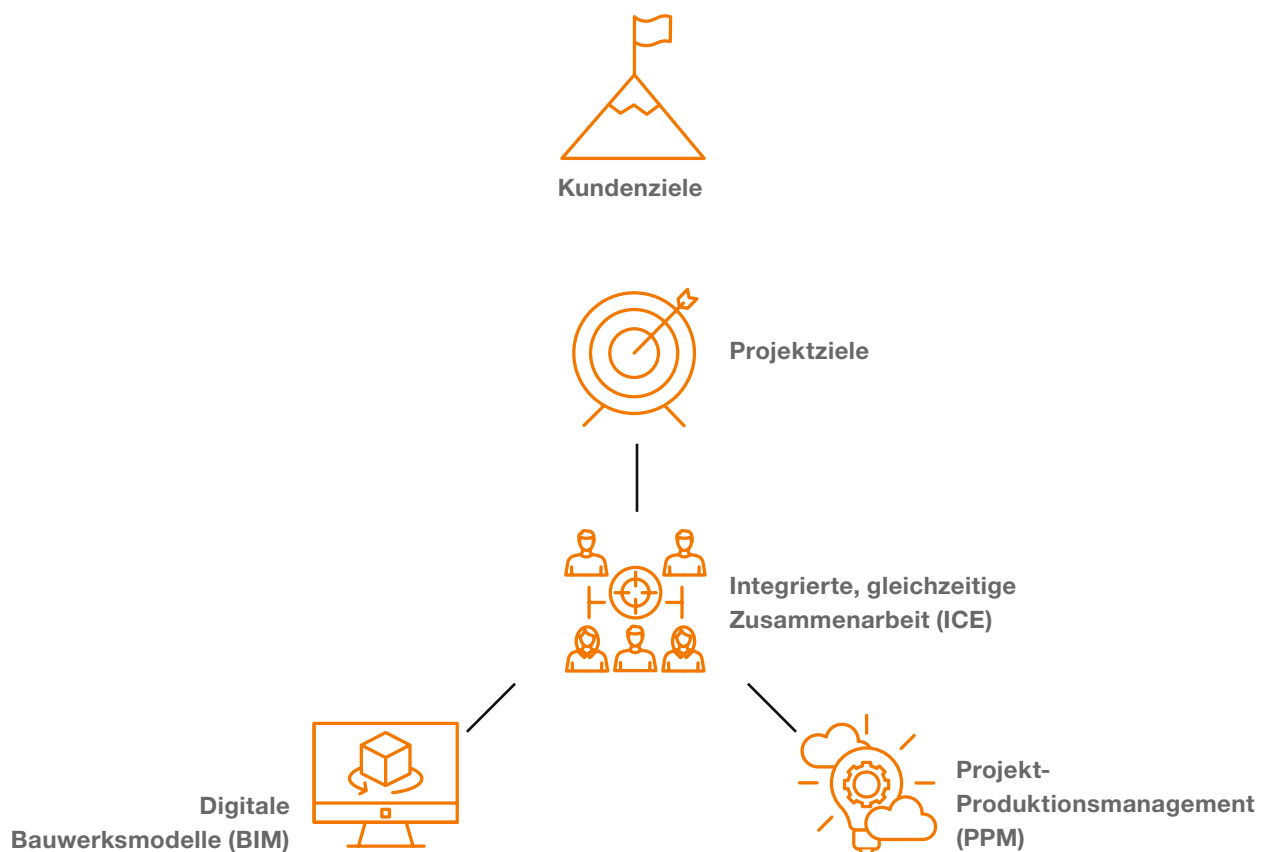 Kundenziele
Projektziele
Integrierte, gleichzeitige
Zusammenarbeit (ICE)
Digitale
Bauwerksmodelle (BIM)
Projekt-
Produktionsmanagement
(PPM)